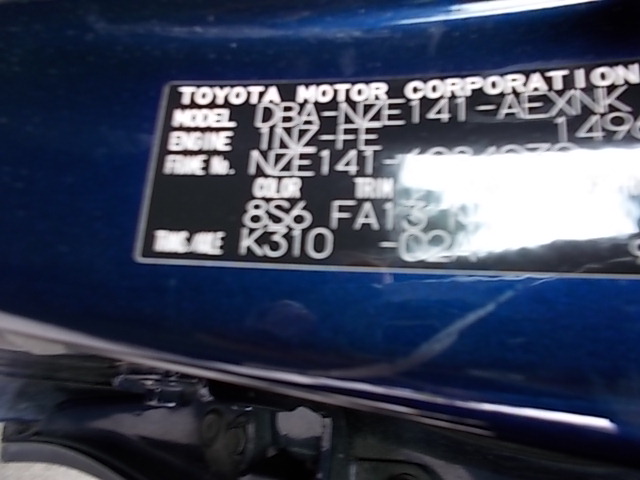 TOYOTA MOTOR CORPORATION
MODEL DBA-NZE141-AEXNK
ENGINE 1NZ-FE 1496
FRAME No. NZE141-
COLOR TRIM
8S6 FA13
TRANS./AXLE K310 -02A